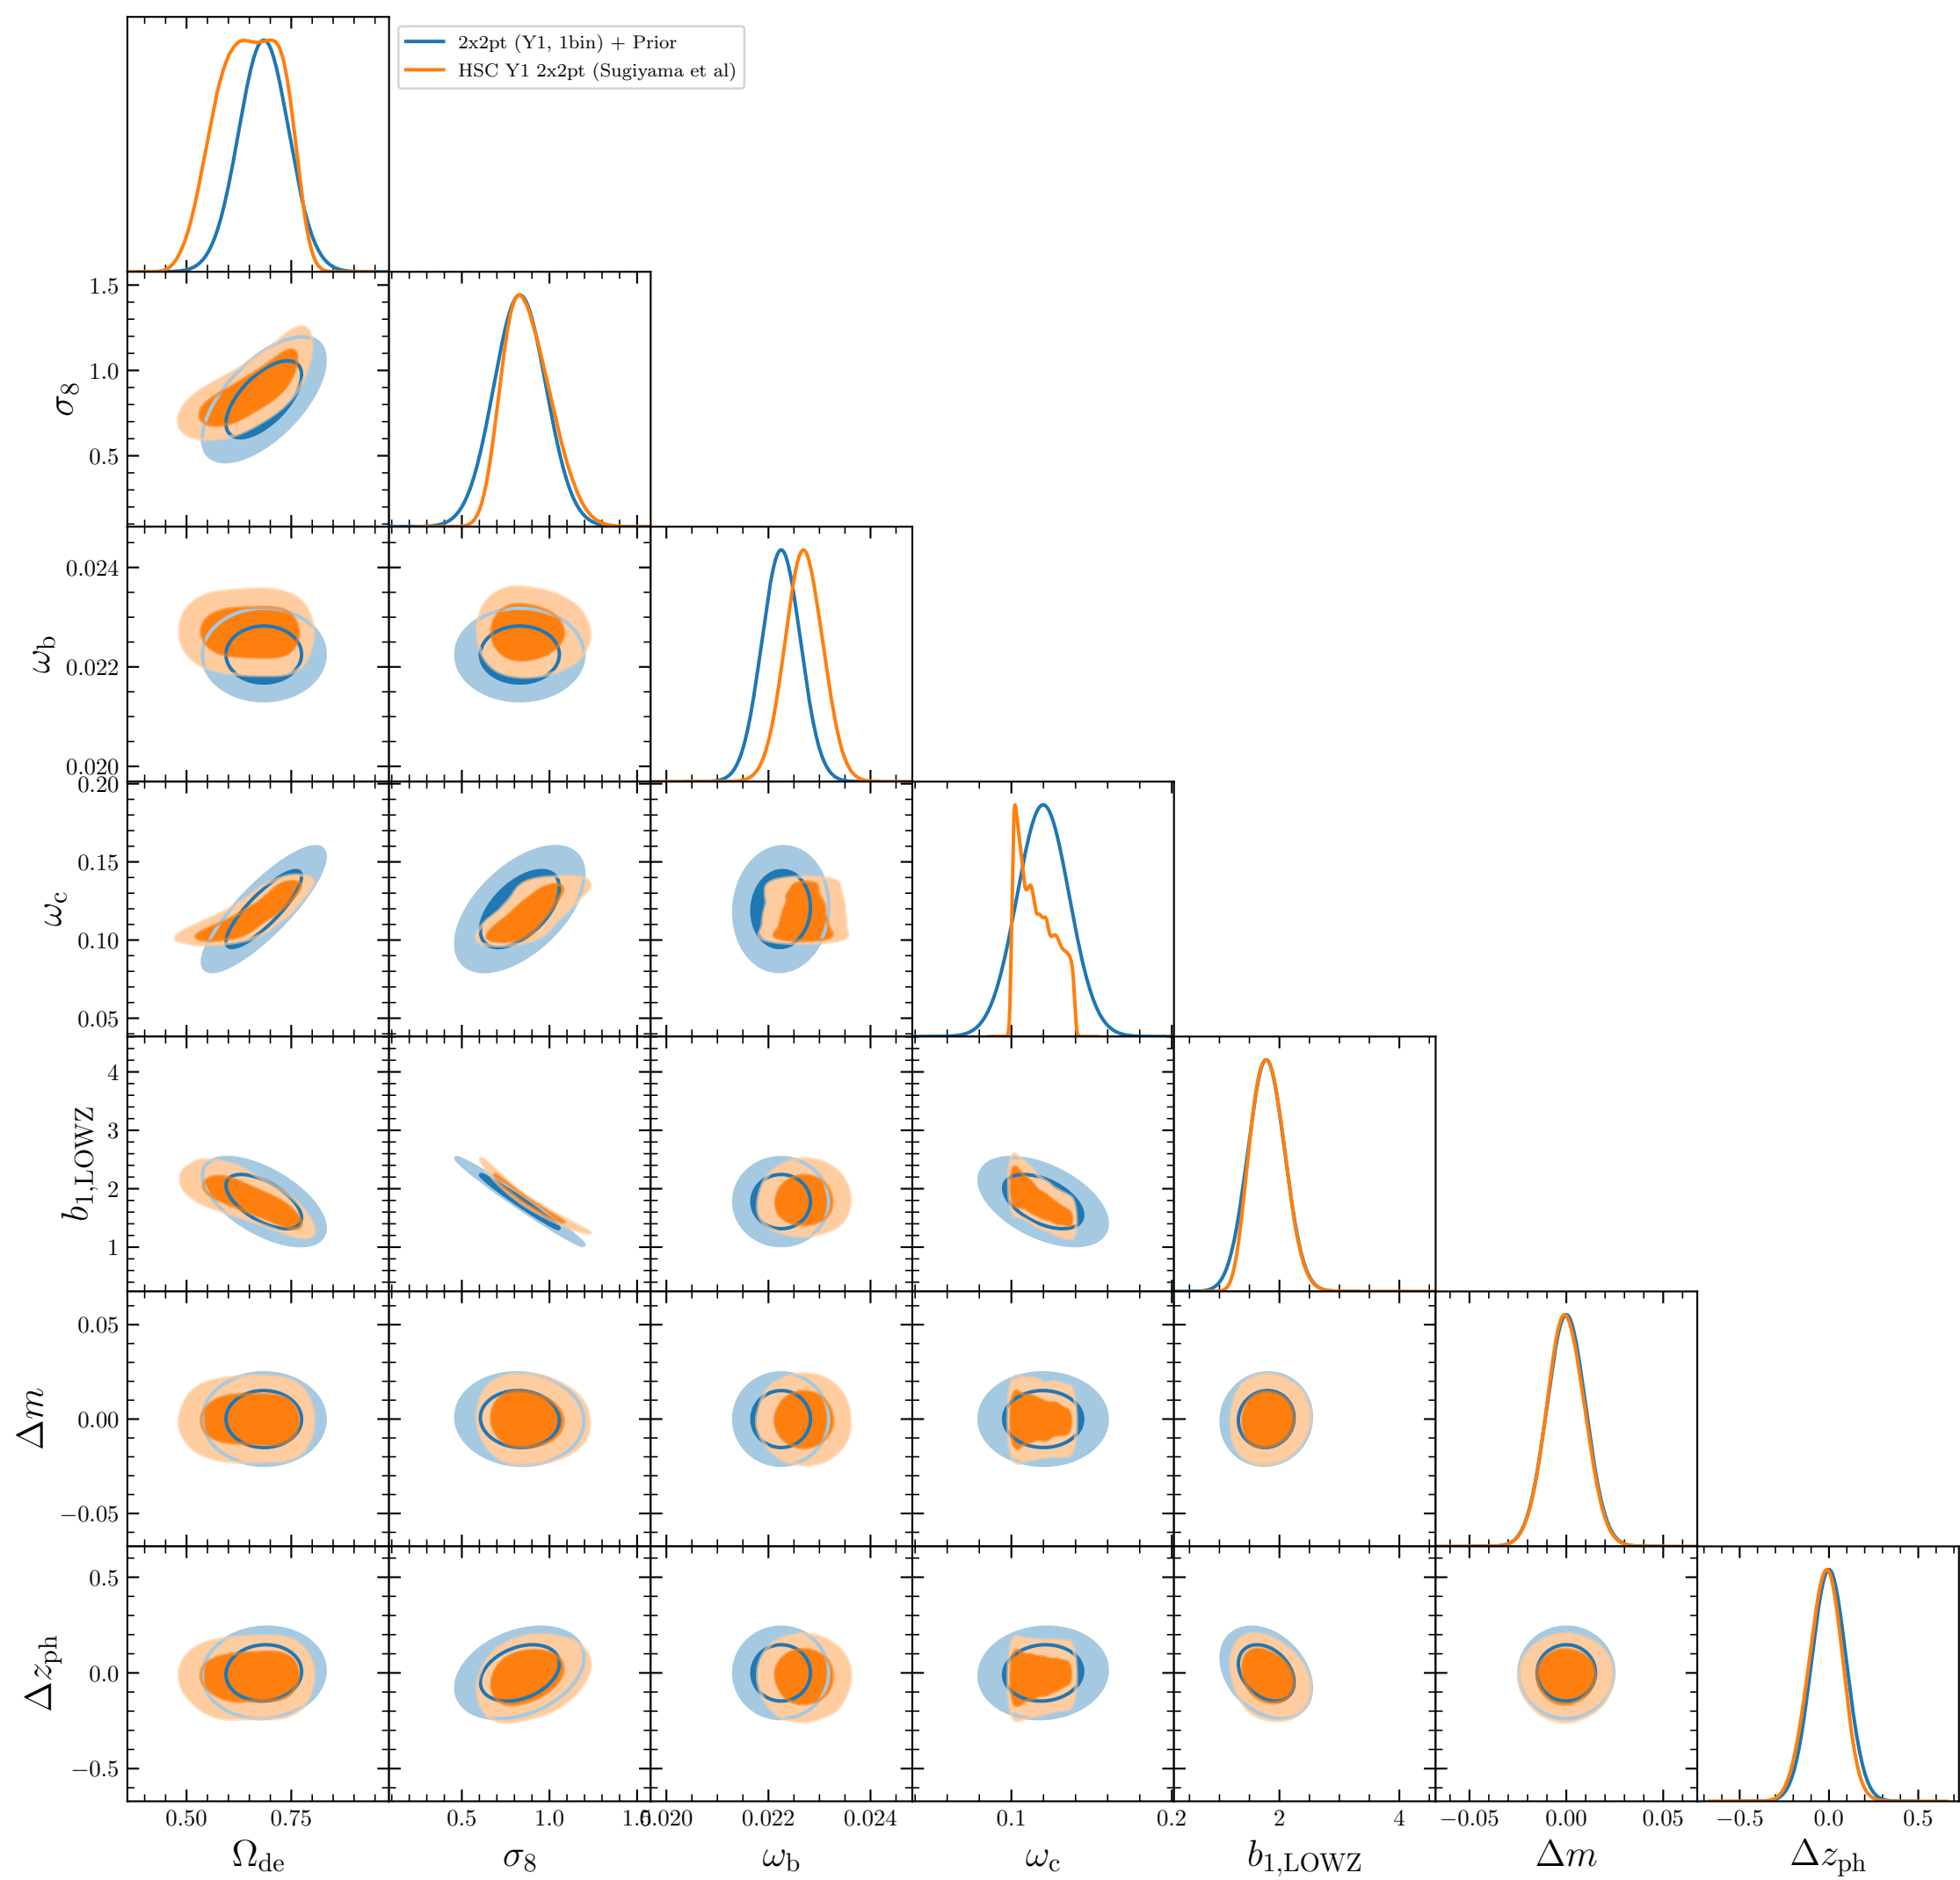 2x2pt (Y1, 1bin) + Prior
HSC Y1 2x2pt (Sugiyama et al)
1.5
1.0
0.5
σ8
0.024
0.022
0.020
ωb
0.20
0.15
0.10
0.05
ωc
4
3
2
1
b1,LOWZ
0.05
0.00
−0.05
Δm
0.5
0.0
−0.5
Δzph
0.50 0.75 0.5 1.0 0.022 0.024 0.1 0.2 2 4 −0.05 0.00 0.05 −0.5 0.0 0.5
Ωde σ8 ωb ωc b1,LOWZ Δm Δzph